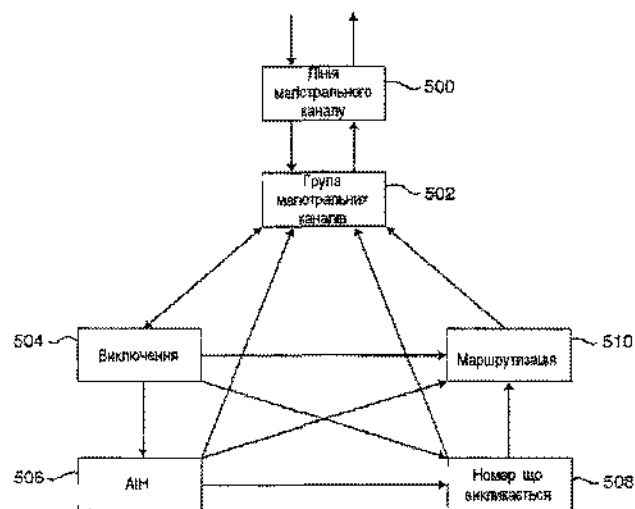 Лінія
магістрального
каналу
500
Група
магістральних
каналів
502
504
Виключення
510
Маршрутизація
506
АІН
Номер що
викликається
508